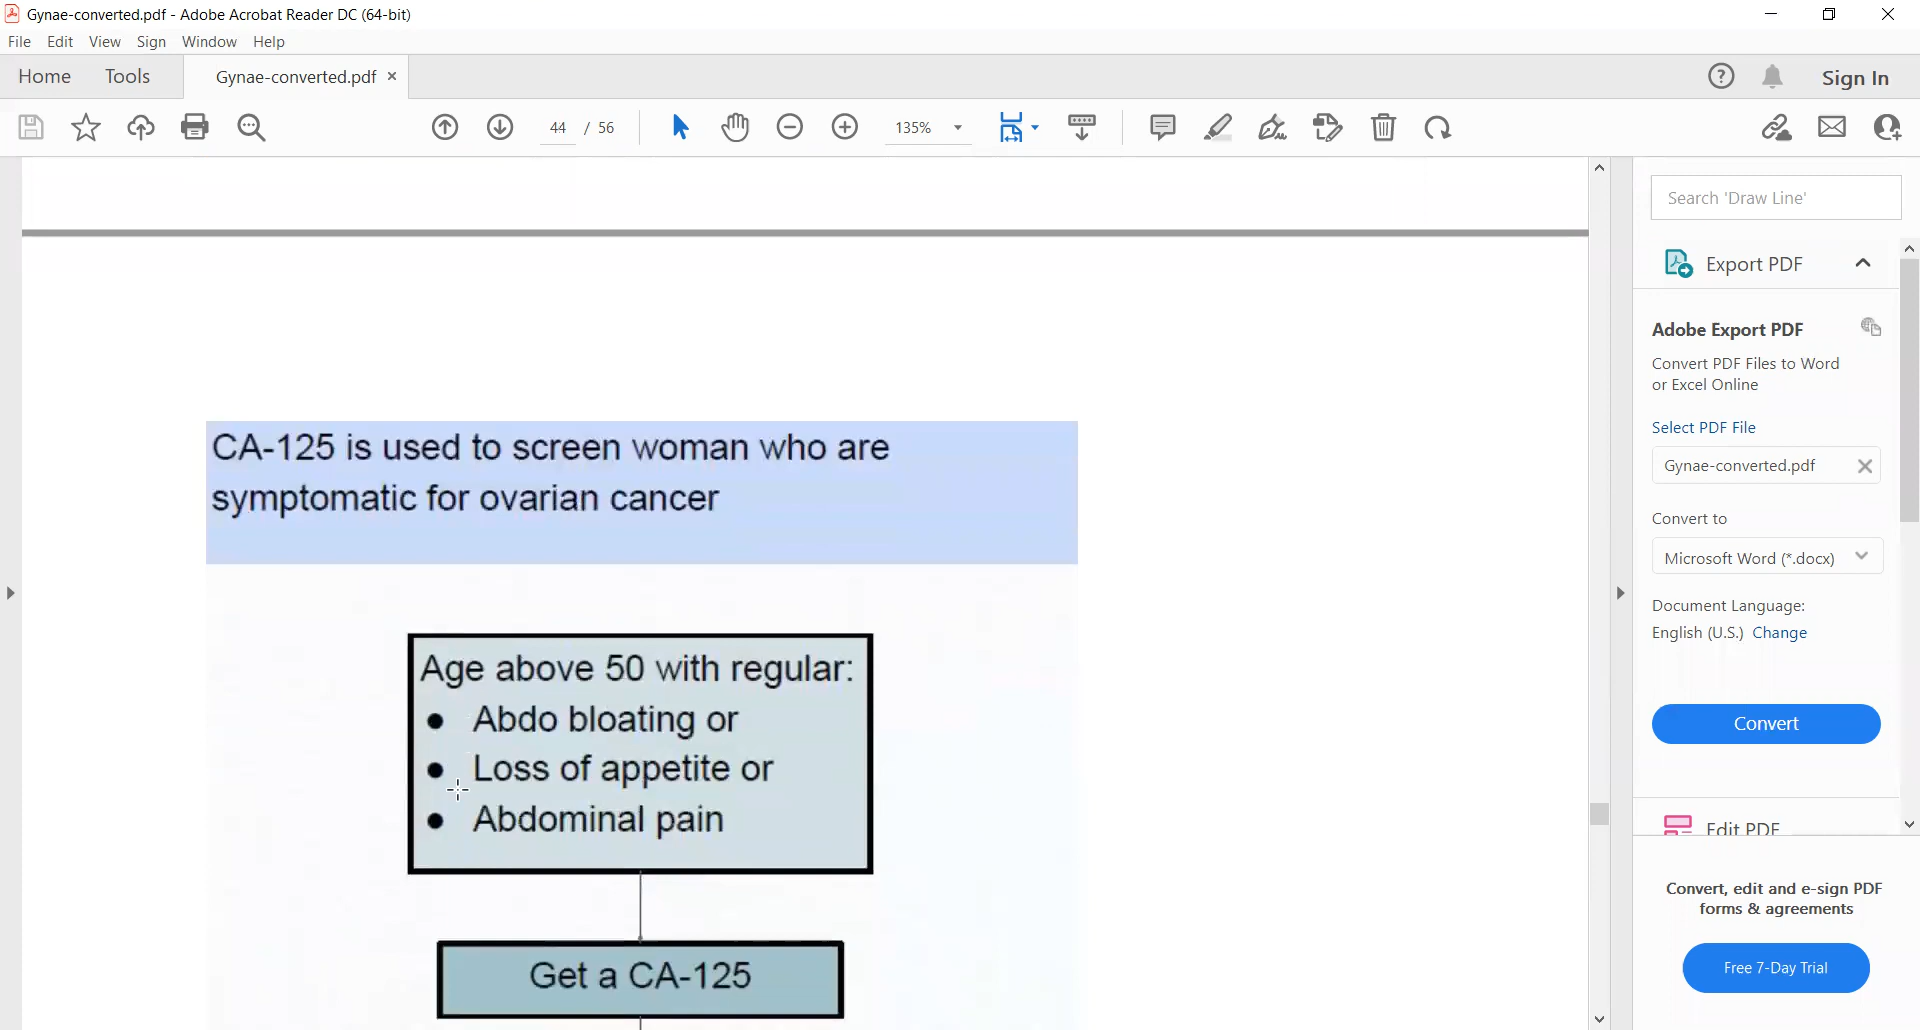 Gynae-converted.pdf - Adobe Acrobat Reader DC (64-bit)
File Edit View Sign Window Help
Home Tools Gynae-converted.pdf × Sign In
44 / 56 135%
Search 'Draw Line'
Export PDF
Adobe Export PDF
Convert PDF Files to Word
or Excel Online
Select PDF File
Gynae-converted.pdf
Convert to
Microsoft Word (*.docx)
Document Language:
English (U.S.) Change
Convert
Edit PDF
Convert, edit and e-sign PDF
forms & agreements
Free 7-Day Trial
CA-125 is used to screen woman who are
symptomatic for ovarian cancer
Age above 50 with regular:
● Abdo bloating or
● Loss of appetite or
● Abdominal pain
Get a CA-125